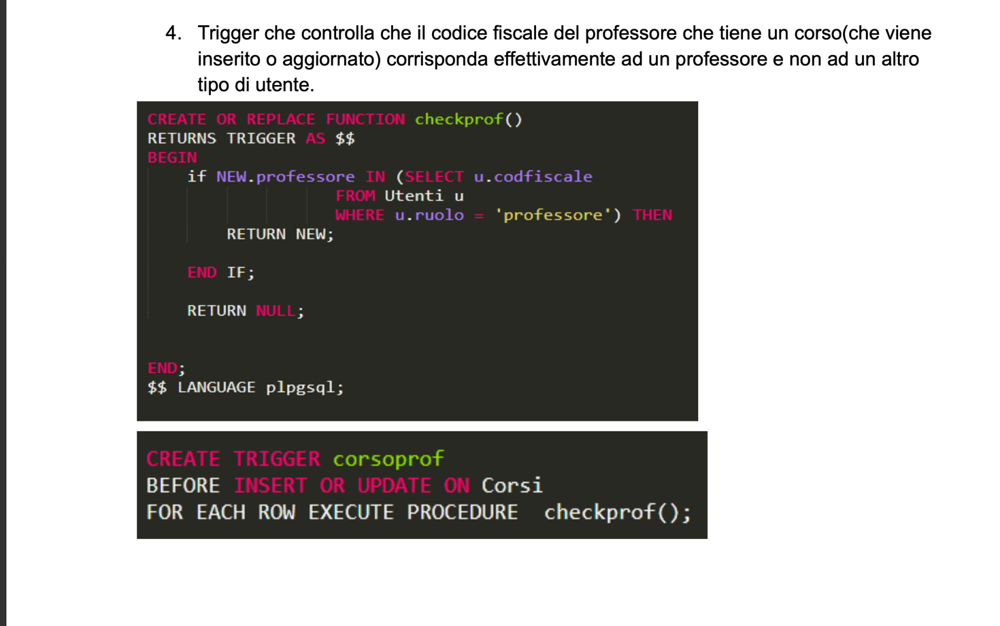 4. Trigger che controlla che il codice fiscale del professore che tiene un corso(che viene
inserito o aggiornato) corrisponda effettivamente ad un professore e non ad un altro
tipo di utente.
CREATE OR REPLACE FUNCTION checkprof()
RETURNS TRIGGER AS $$
BEGIN
if NEW.professore IN (SELECT u.codfiscale
FROM Utenti u
WHERE u.ruolo = 'professore') THEN
RETURN NEW;
END IF;
RETURN NULL;
END;
$$ LANGUAGE plpgsql;
CREATE TRIGGER corsoprof
BEFORE INSERT OR UPDATE ON Corsi
FOR EACH ROW EXECUTE PROCEDURE checkprof();